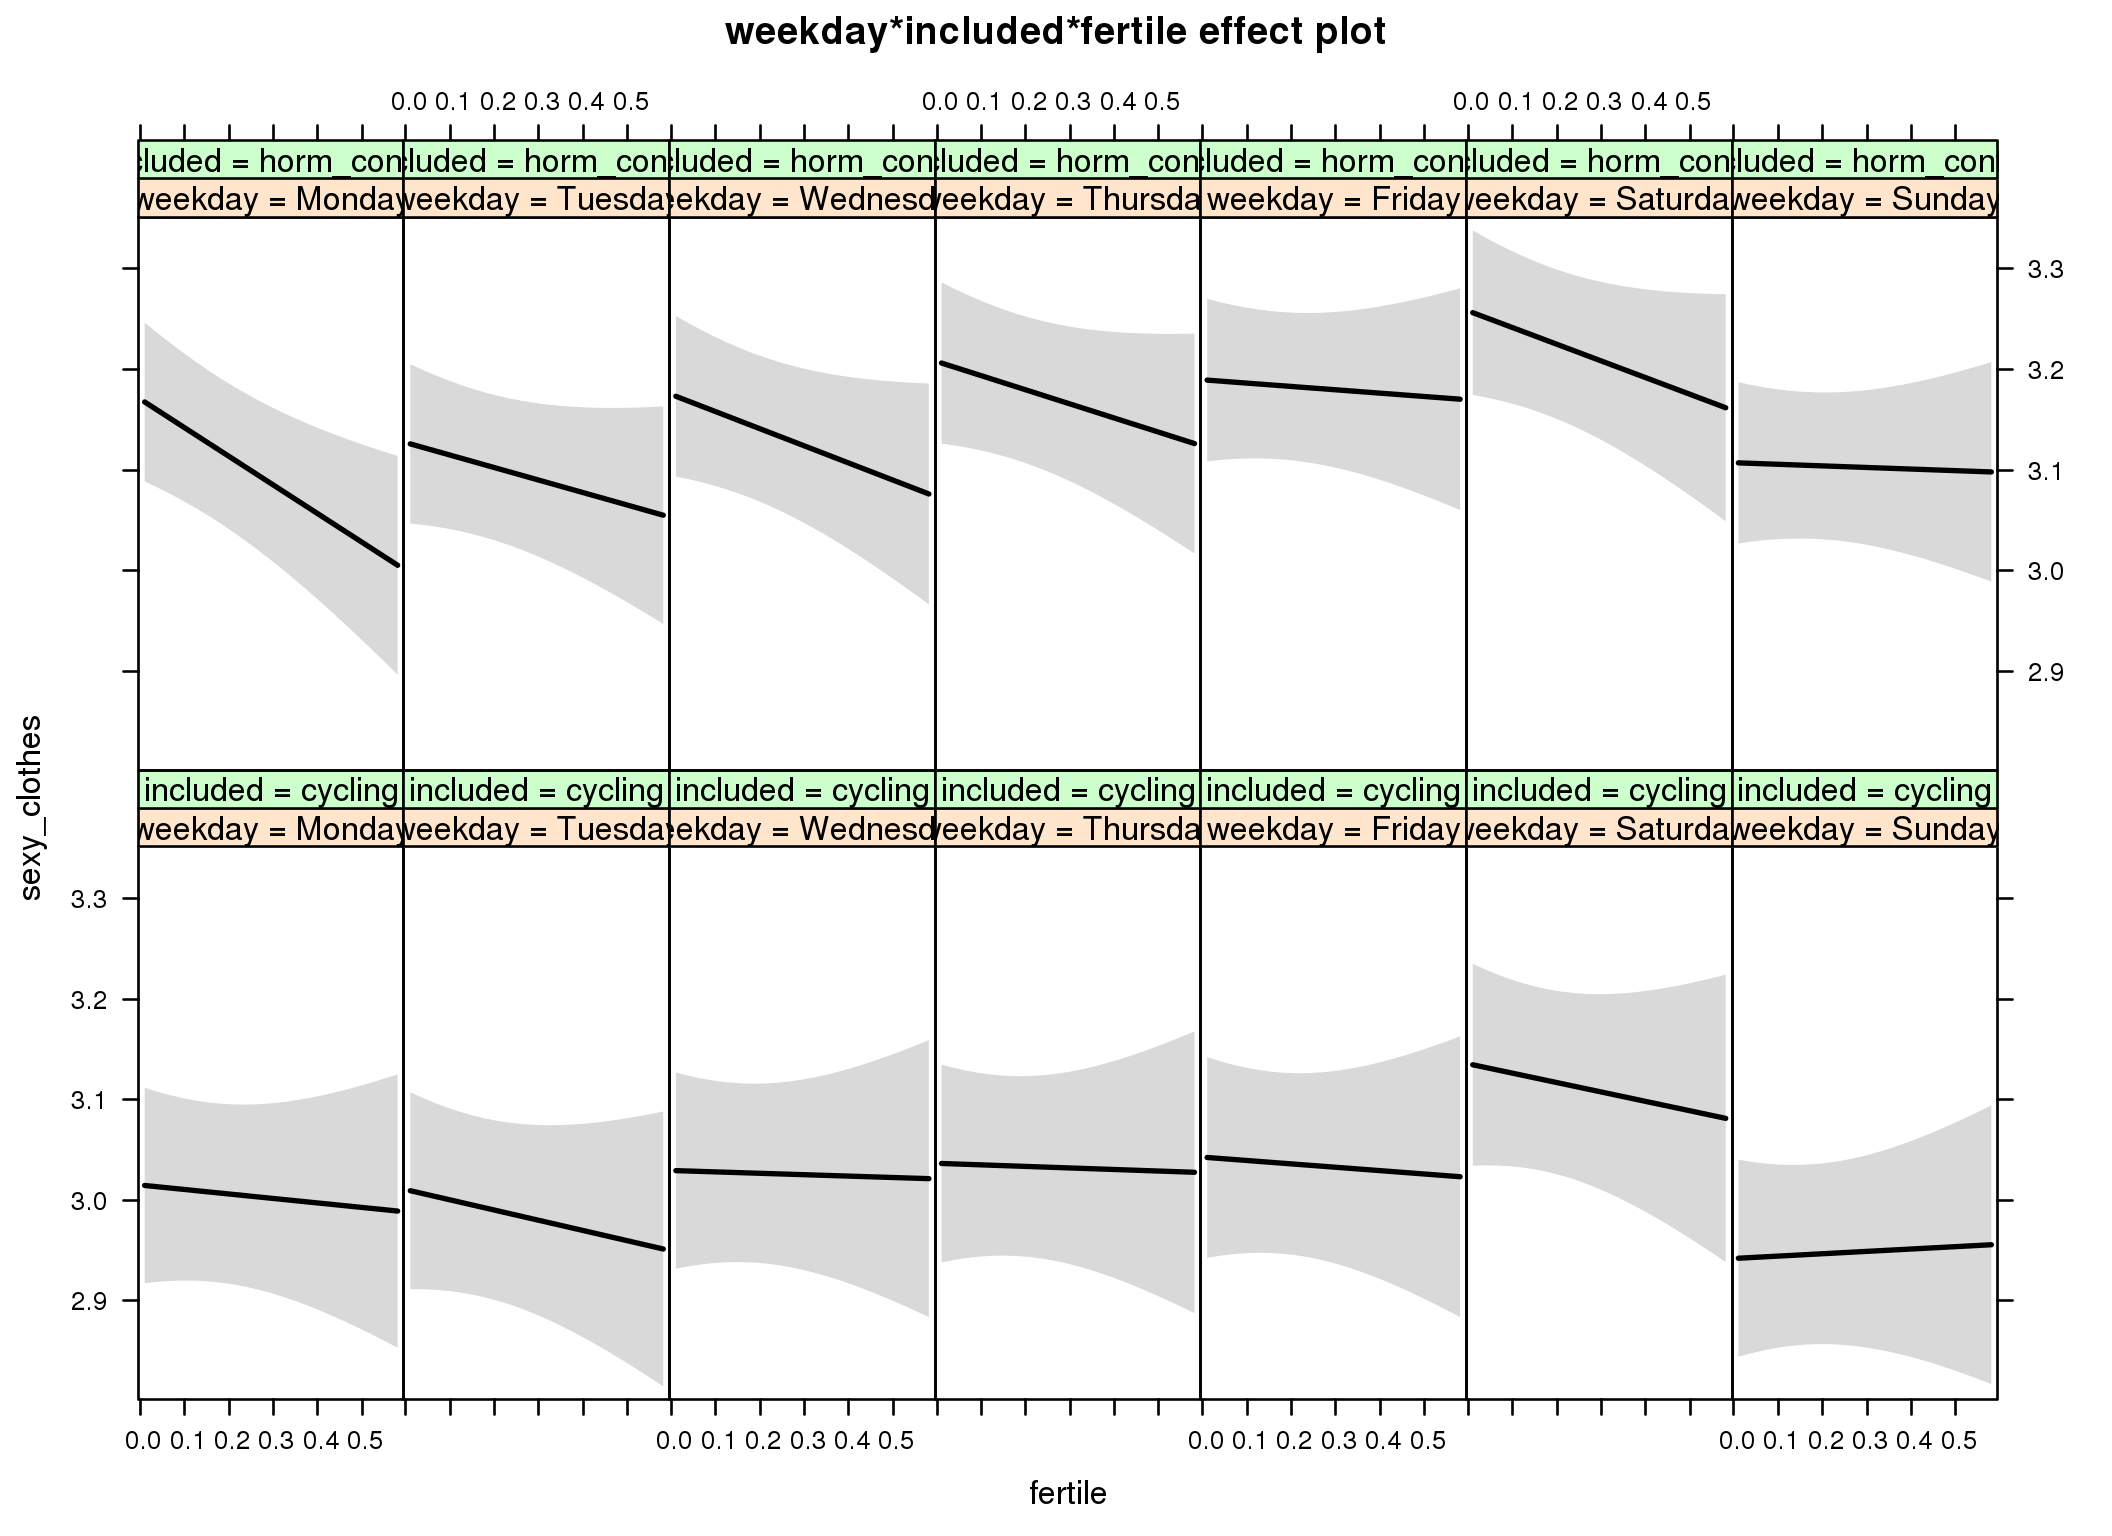 weekday*included*fertile effect plot
0.0 0.1 0.2 0.3 0.4 0.5 0.0 0.1 0.2 0.3 0.4 0.5 0.0 0.1 0.2 0.3 0.4 0.5
cluded = horm_con cluded = horm_con cluded = horm_con cluded = horm_con cluded = horm_con cluded = horm_con cluded = horm_con
weekday = Monday weekday = Tuesday eekday = Wednesd weekday = Thursda weekday = Friday weekday = Saturda weekday = Sunday
3.3
3.2
3.1
3.0
2.9
sexy_clothes
included = cycling included = cycling included = cycling included = cycling included = cycling included = cycling included = cycling
weekday = Monday weekday = Tuesday eekday = Wednesd weekday = Thursda weekday = Friday weekday = Saturda weekday = Sunday
3.3
3.2
3.1
3.0
2.9
0.0 0.1 0.2 0.3 0.4 0.5 0.0 0.1 0.2 0.3 0.4 0.5 0.0 0.1 0.2 0.3 0.4 0.5 0.0 0.1 0.2 0.3 0.4 0.5
fertile